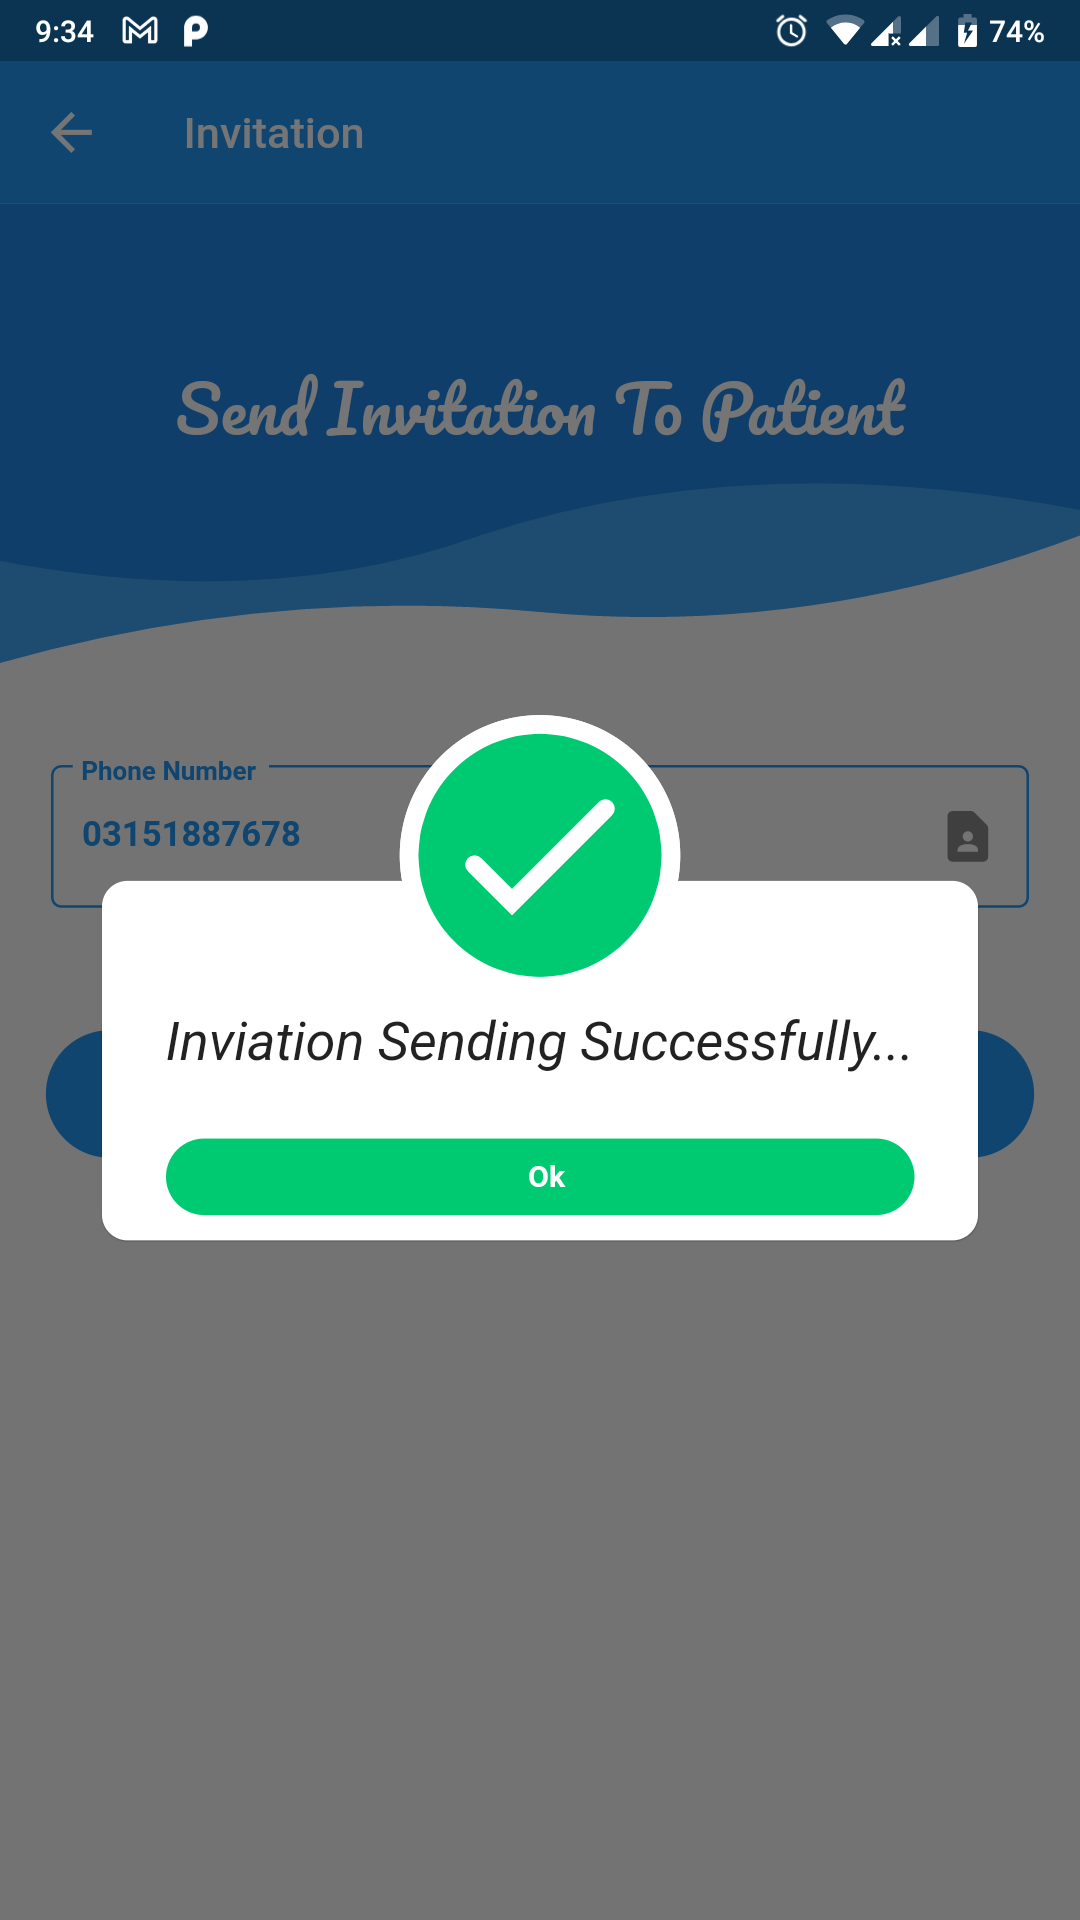 9:34 74%
Invitation
Send Invitation To Patient
Phone Number
03151887678
Inviation Sending Successfully...
Ok